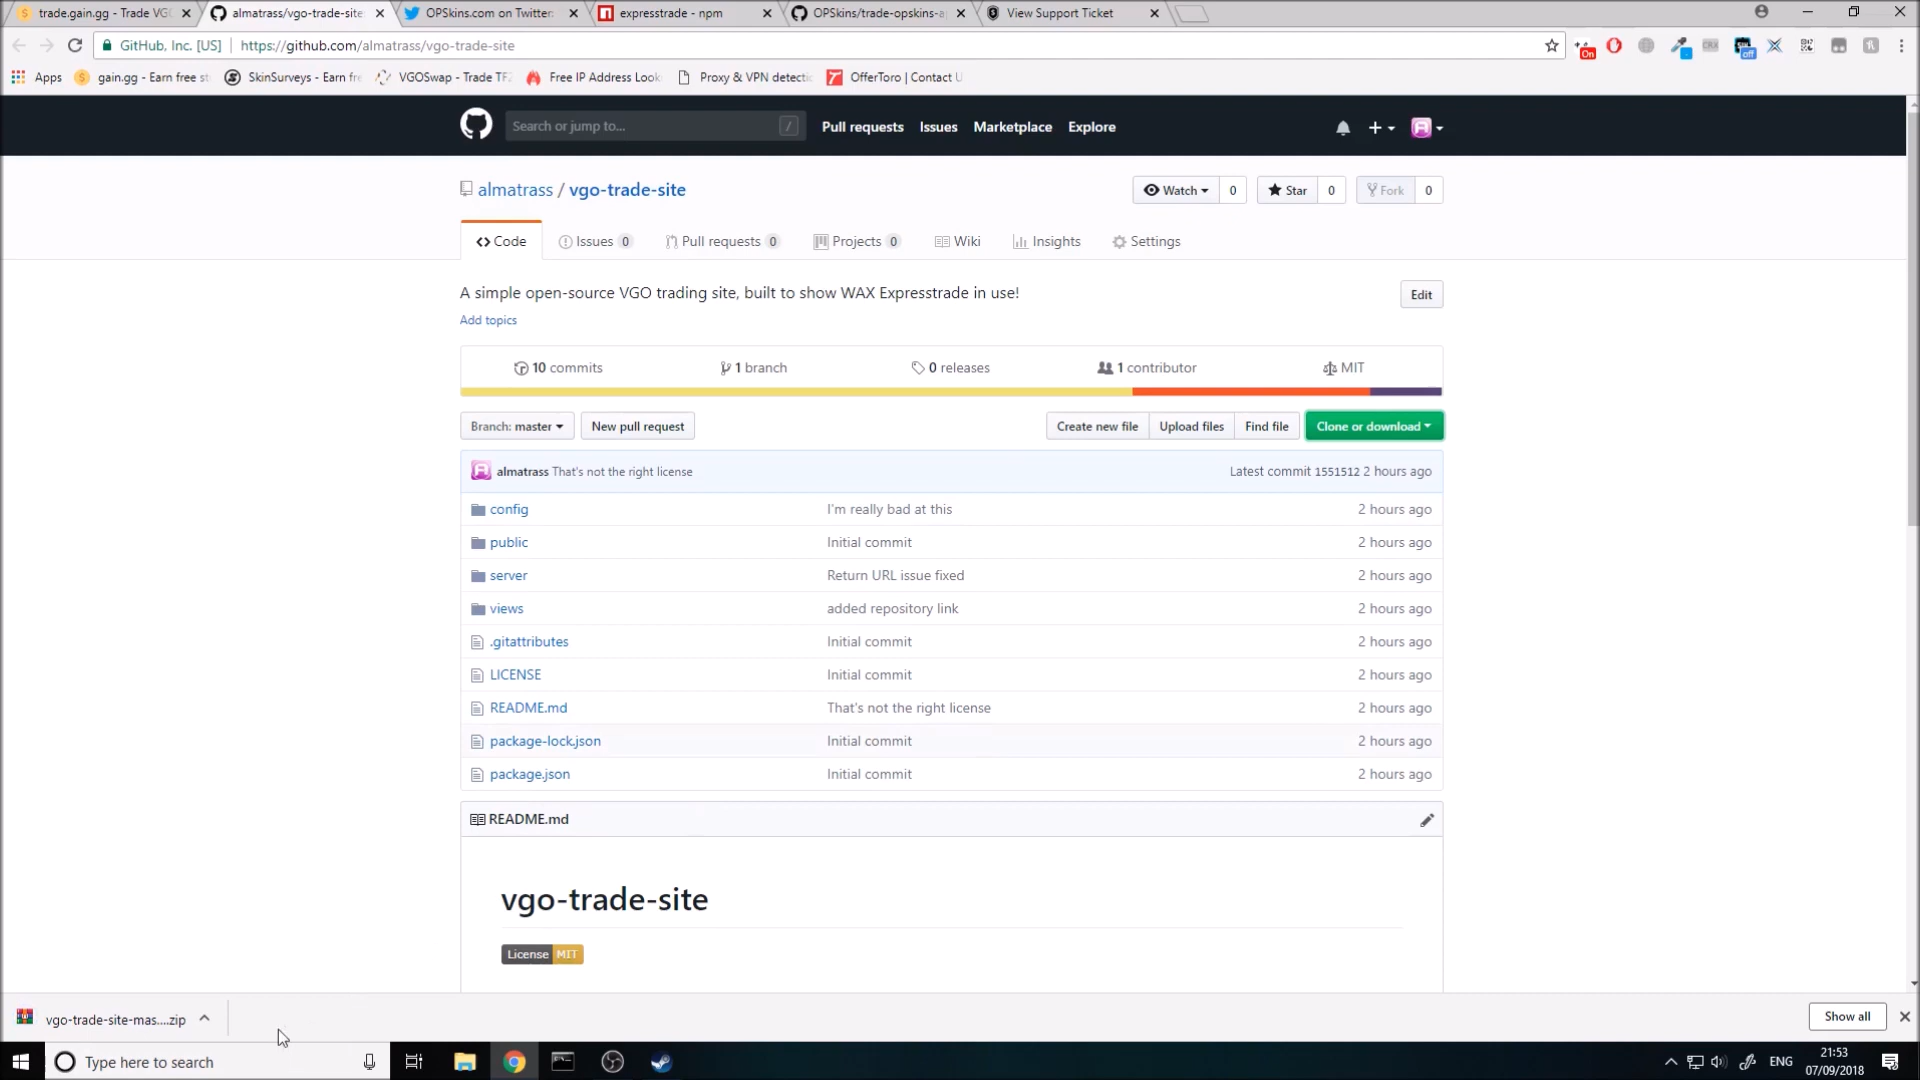 trade.gain.gg - Trade VGO
almatrass/vgo-trade-site:
OPSkins.com on Twitter:
expresstrade - npm
OPSkins/trade-opskins-a
View Support Ticket
GitHub, Inc. [US]
https://github.com/almatrass/vgo-trade-site
On
CRX
off
Apps
gain.gg - Earn free st
SkinSurveys - Earn fre
VGOSwap - Trade TF2
Free IP Address Look
Proxy & VPN detectio
OfferToro | Contact U
Search or jump to...
/
Pull requests
Issues
Marketplace
Explore
almatrass / vgo-trade-site
Watch
0
Star
0
Fork
0
Code
Issues 0
Pull requests 0
Projects 0
Wiki
Insights
Settings
A simple open-source VGO trading site, built to show WAX Expresstrade in use!
Edit
Add topics
10 commits
1 branch
0 releases
1 contributor
MIT
Branch: master
New pull request
Create new file
Upload files
Find file
Clone or download
almatrass That's not the right license
Latest commit 1551512 2 hours ago
config
I'm really bad at this
2 hours ago
public
Initial commit
2 hours ago
server
Return URL issue fixed
2 hours ago
views
added repository link
2 hours ago
.gitattributes
Initial commit
2 hours ago
LICENSE
Initial commit
2 hours ago
README.md
That's not the right license
2 hours ago
package-lock.json
Initial commit
2 hours ago
package.json
Initial commit
2 hours ago
README.md
vgo-trade-site
License MIT
vgo-trade-site-mas....zip
Show all
Type here to search
ENG
21:53
07/09/2018